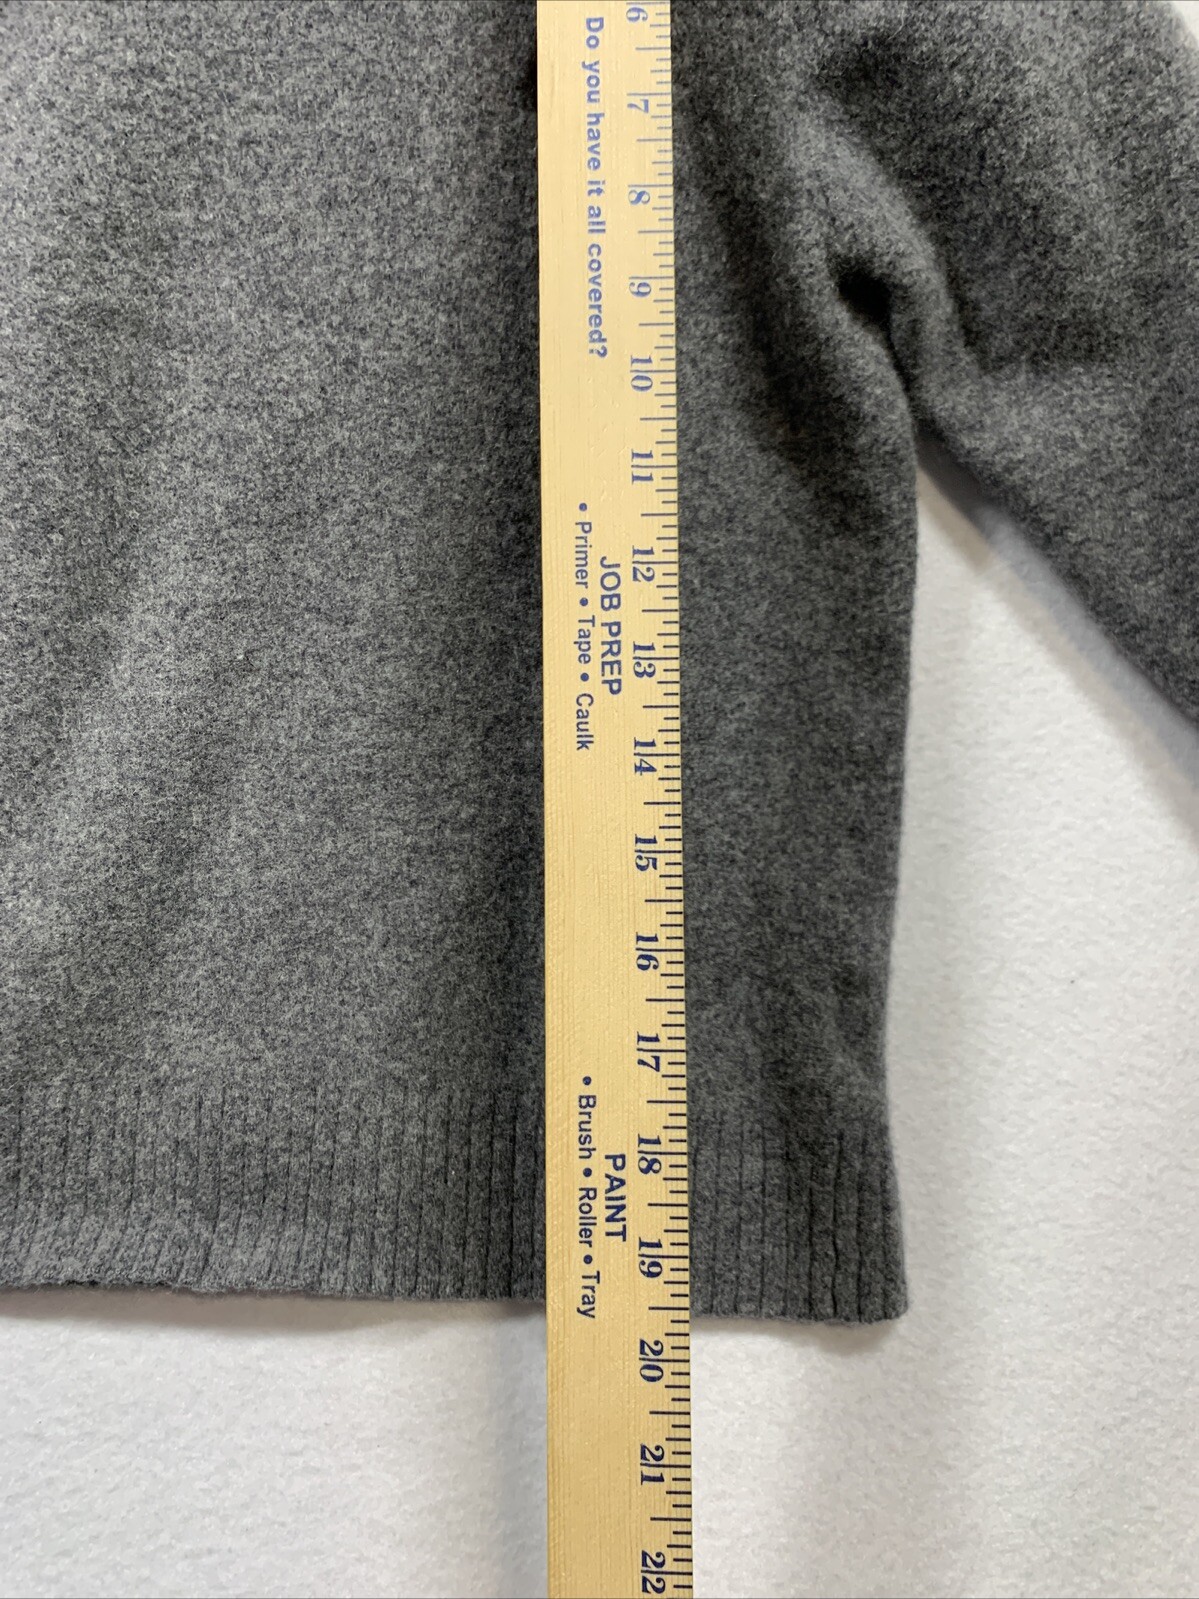 6 7 8 9 10 11 12 13 14 15 16 17 18 19 20 21 22
Do you have it all covered?
JOB PREP
• Primer • Tape • Caulk
PAINT
• Brush • Roller • Tray